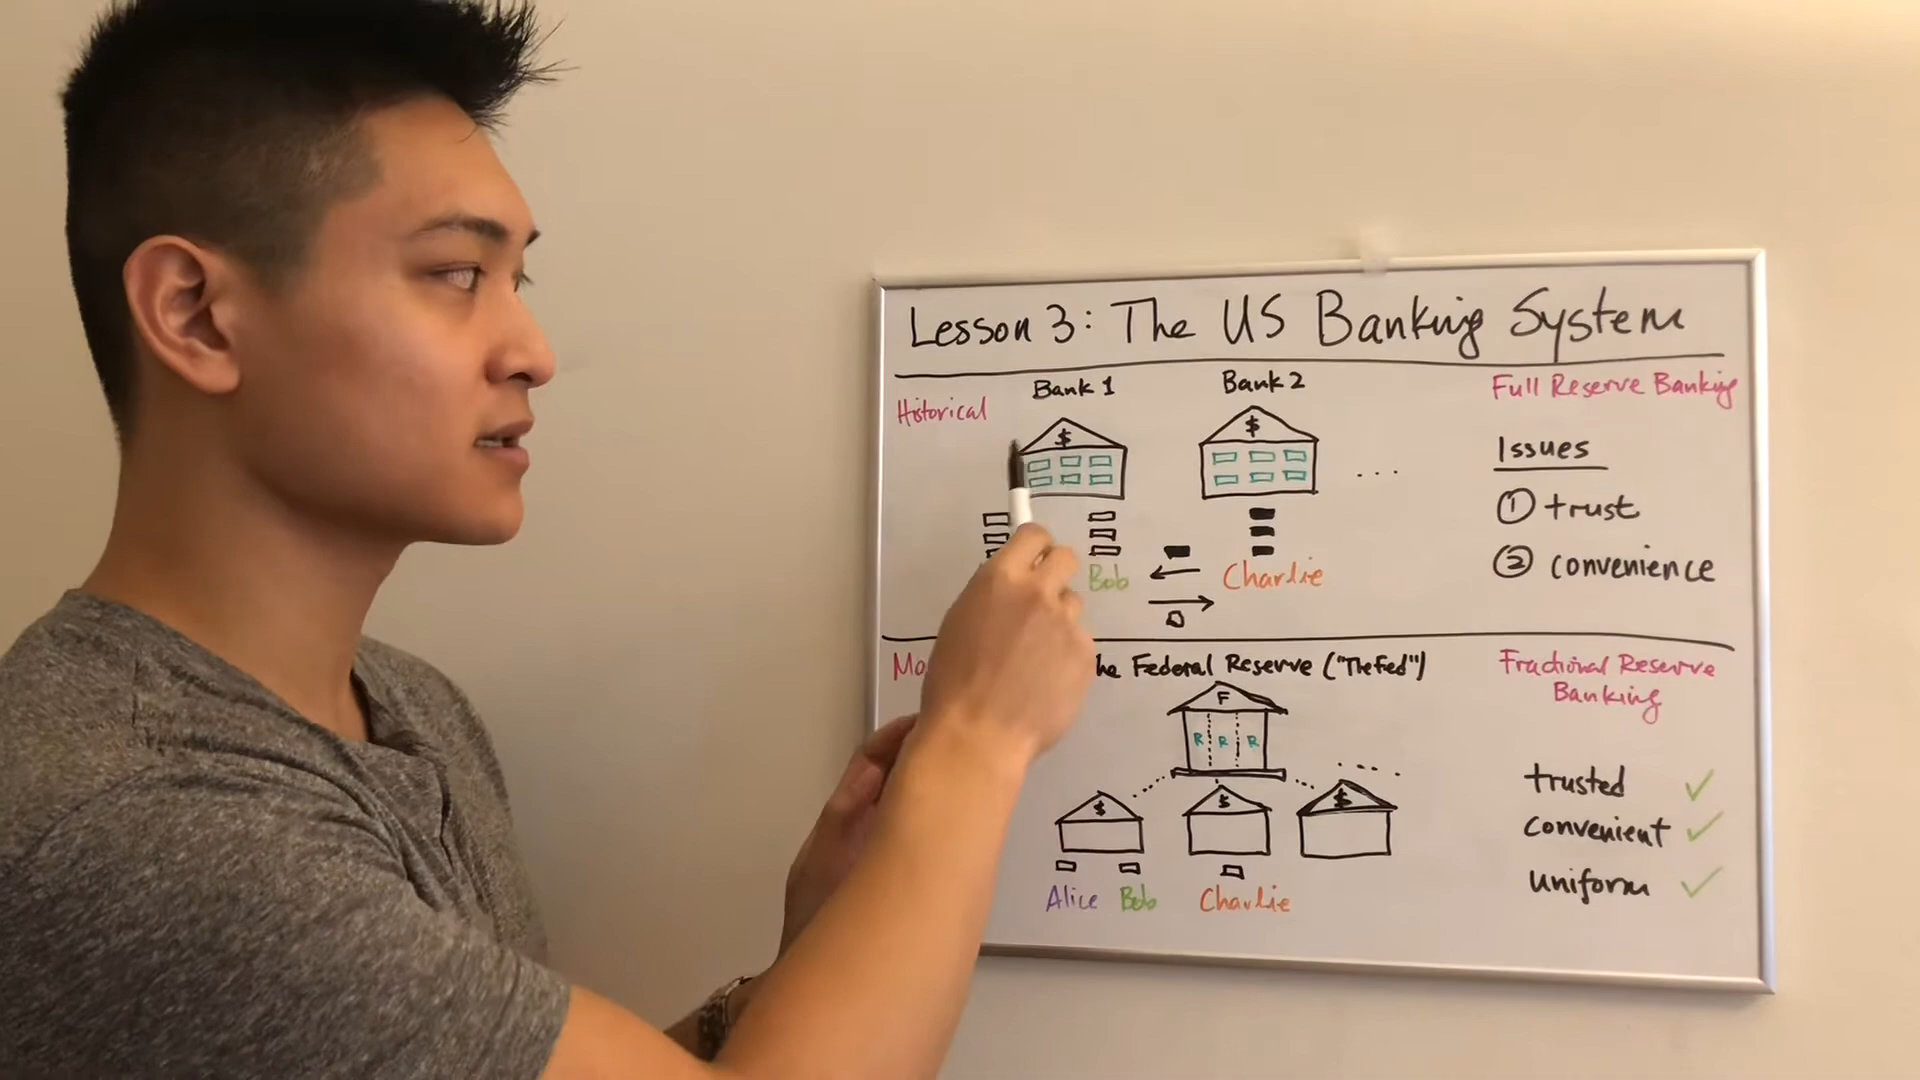 Lesson 3: The US Banking System
Historical
Bank 1
Bank 2
Full Reserve Banking
$
$
Issues
① trust
② convenience
. . .
Bob
Charlie
The Federal Reserve ("The Fed")
Fractional Reserve
Banking
F
R R R
$
$
$
trusted ✓
convenient ✓
uniform ✓
Alice Bob
Charlie